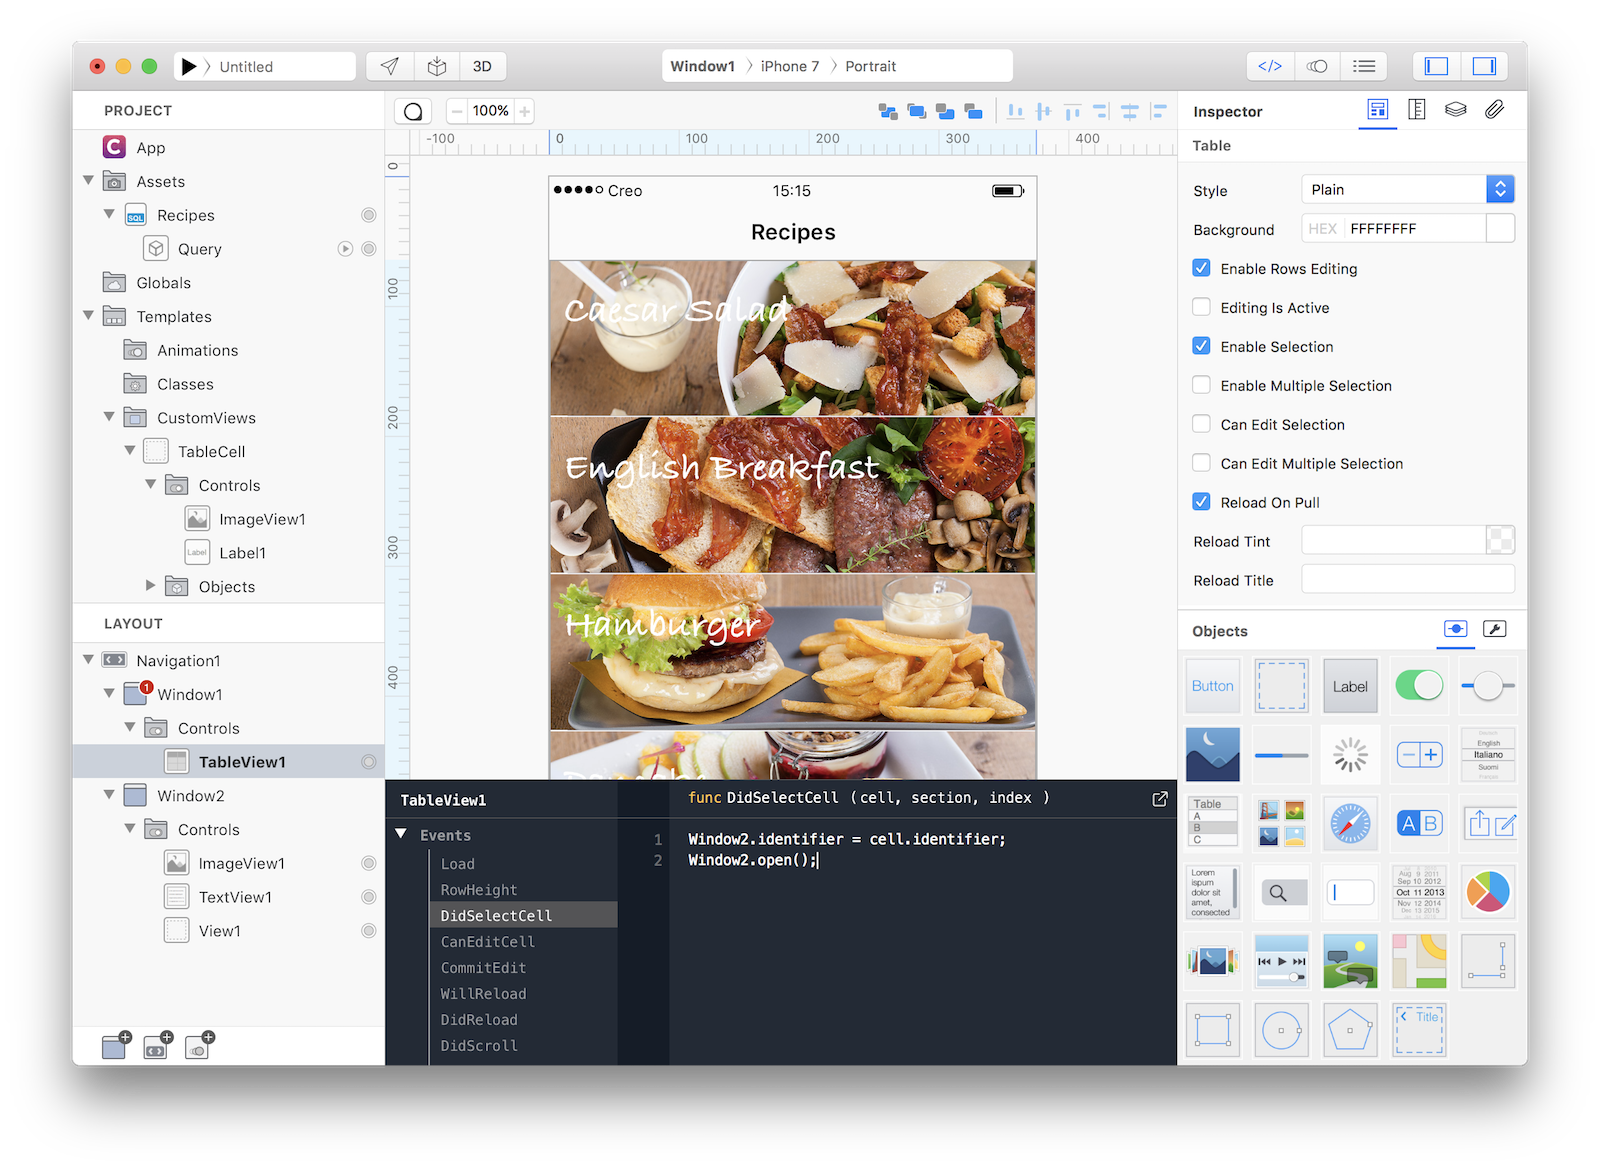 Untitled
3D
Window1 > iPhone 7 > Portrait
</>
PROJECT
App
Assets
SQL Recipes
Query
Globals
Templates
Animations
Classes
CustomViews
TableCell
Controls
ImageView1
Label Label1
Objects
LAYOUT
Navigation1
1 Window1
Controls
TableView1
Window2
Controls
ImageView1
TextView1
View1
100%
-100 0 100 200 300 400
0
100
200
300
400
Creo 15:15
Recipes
Caesar Salad
English Breakfast
Hamburger
TableView1
Events
Load
RowHeight
DidSelectCell
CanEditCell
CommitEdit
WillReload
DidReload
DidScroll
func DidSelectCell (cell, section, index )
1 Window2.identifier = cell.identifier;
2 Window2.open();
Inspector
Table
Style Plain
Background HEX FFFFFFFF
Enable Rows Editing
Editing Is Active
Enable Selection
Enable Multiple Selection
Can Edit Selection
Can Edit Multiple Selection
Reload On Pull
Reload Tint
Reload Title
Objects
Button
Label
English
Italiano
Suomi
Table
A
B
C
A B
Lorem
ispum
dolor sit
amet,
consected
Aug 9 2011
Sep 10 2012
Oct 11 2013
Nov 12 2014
Dec 13 2015
Title